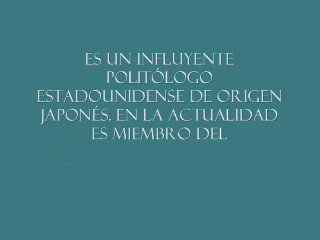 ES UN INFLUYENTE
POLITÓLOGO
ESTADOUNIDENSE DE ORIGEN
JAPONÉS. EN LA ACTUALIDAD
ES MIEMBRO DEL